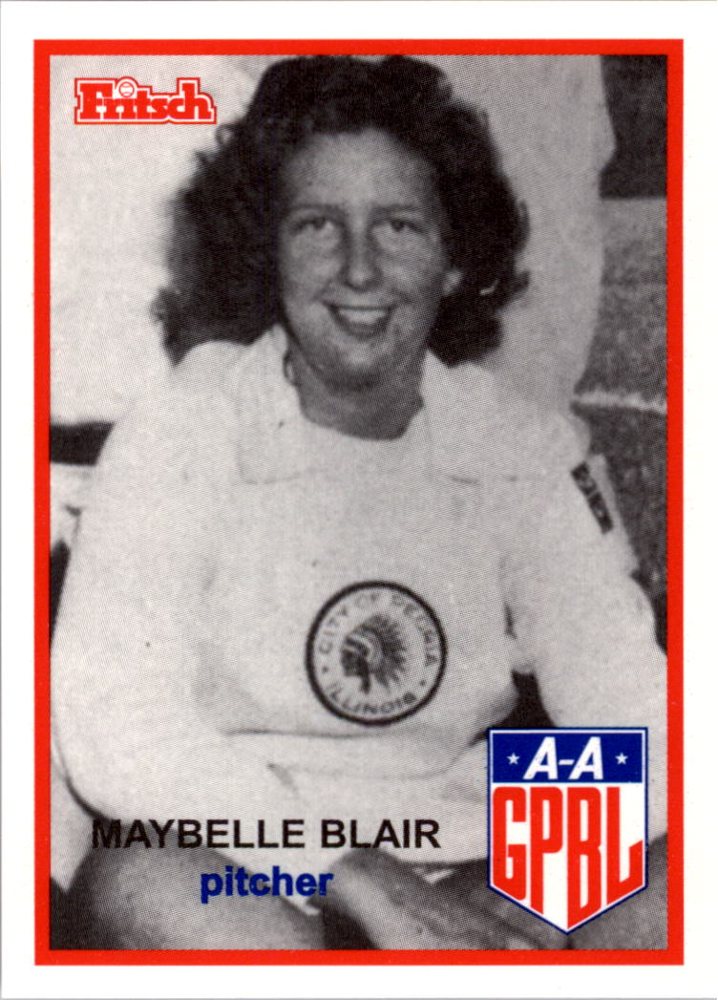 Fritsch
CITY OF PEORIA
ILLINOIS
A-A
GPBL
MAYBELLE BLAIR
pitcher